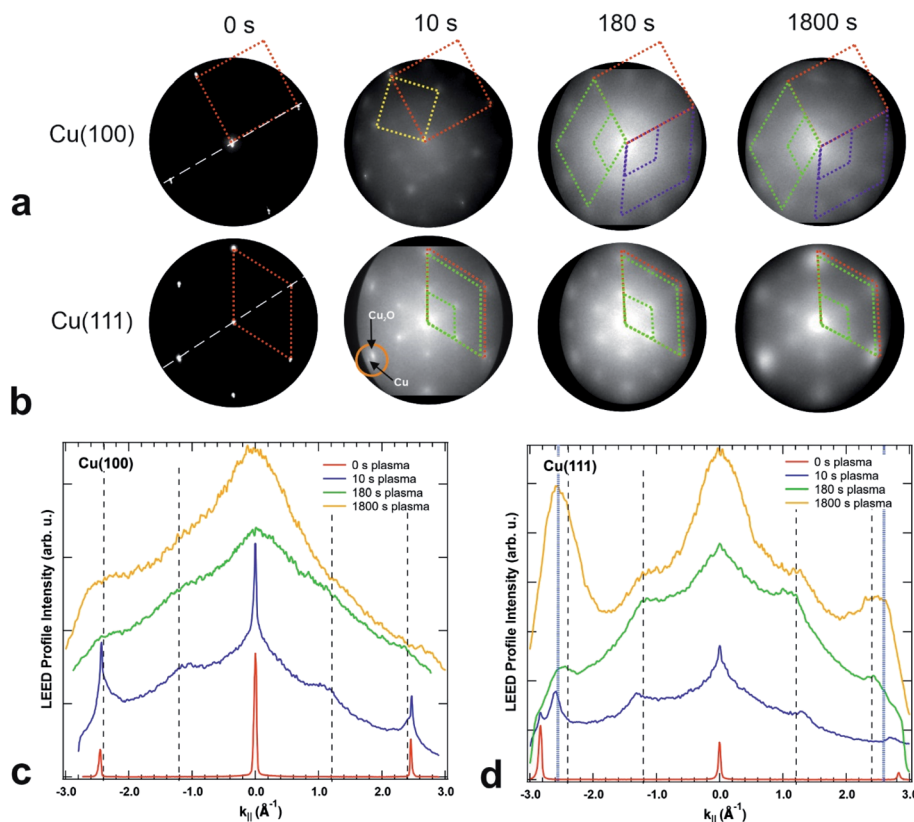 0 s 10 s 180 s 1800 s
Cu(100)
a
Cu(111)
Cu₂O
Cu
b
Cu(100)
0 s plasma
10 s plasma
180 s plasma
1800 s plasma
LEED Profile Intensity (arb. u.)
c
-3.0 -2.0 -1.0 0.0 1.0 2.0 3.0
k|| (Å⁻¹)
Cu(111)
0 s plasma
10 s plasma
180 s plasma
1800 s plasma
LEED Profile Intensity (arb. u.)
d
-3.0 -2.0 -1.0 0.0 1.0 2.0 3.0
k|| (Å⁻¹)